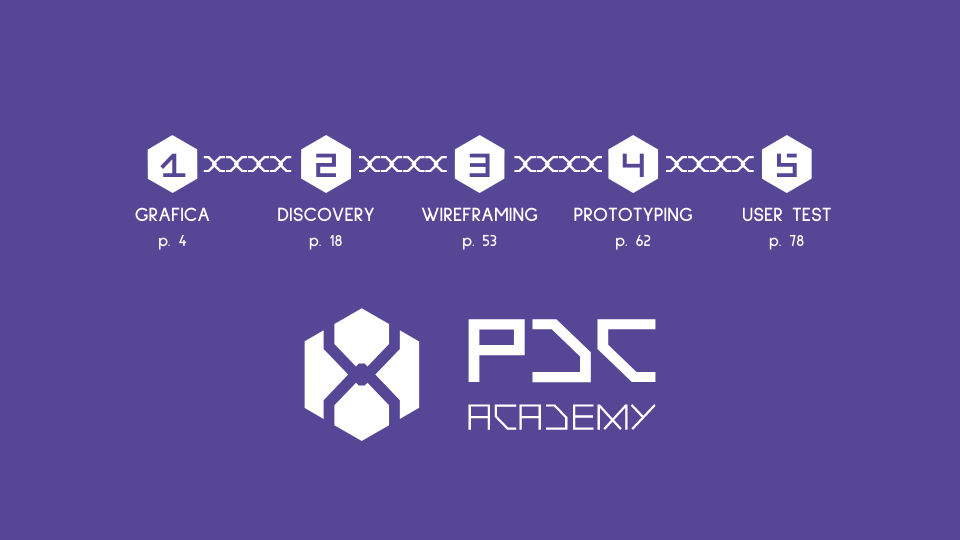 1 2 3 4 5
GRAFICA DISCOVERY WIREFRAMING PROTOTYPING USER TEST
p. 4 p. 18 p. 53 p. 62 p. 78
PDC
ACADEMY